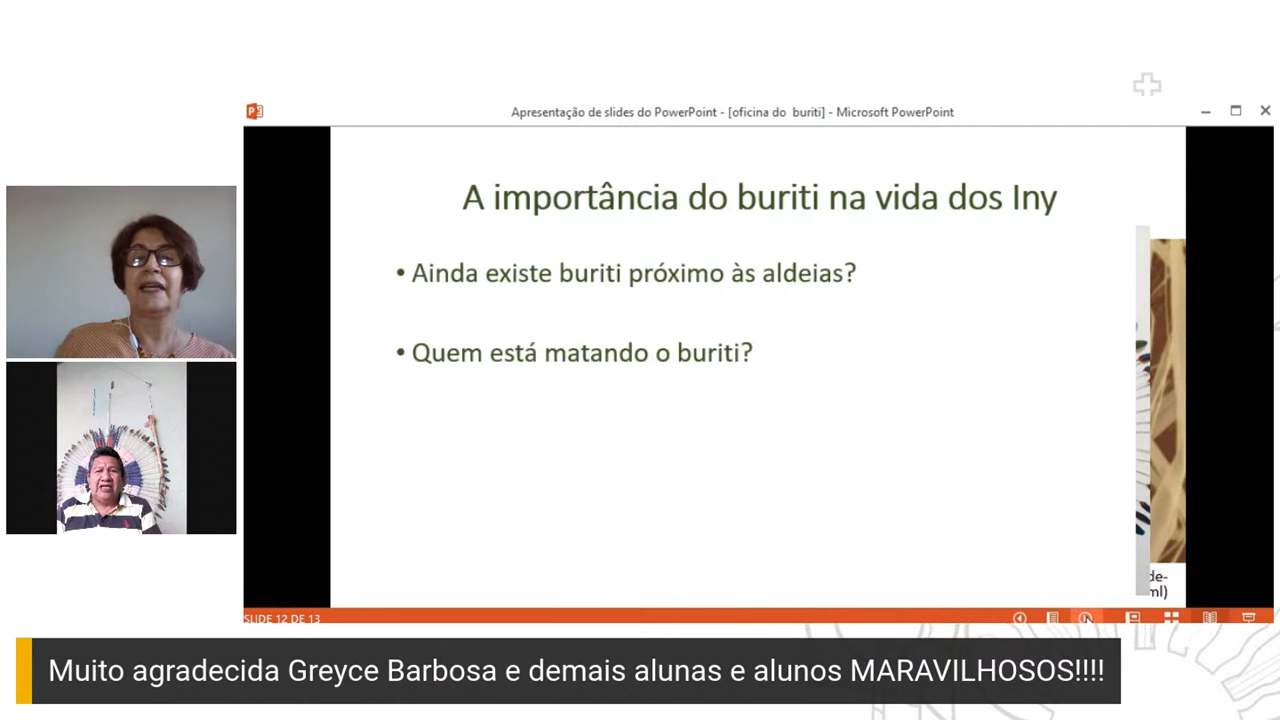 Apresentação de slides do PowerPoint - [oficina do buriti] - Microsoft PowerPoint
A importância do buriti na vida dos Iny
• Ainda existe buriti próximo às aldeias?
• Quem está matando o buriti?
de-
ml)
SLIDE 12 DE 13
Muito agradecida Greyce Barbosa e demais alunas e alunos MARAVILHOSOS!!!!